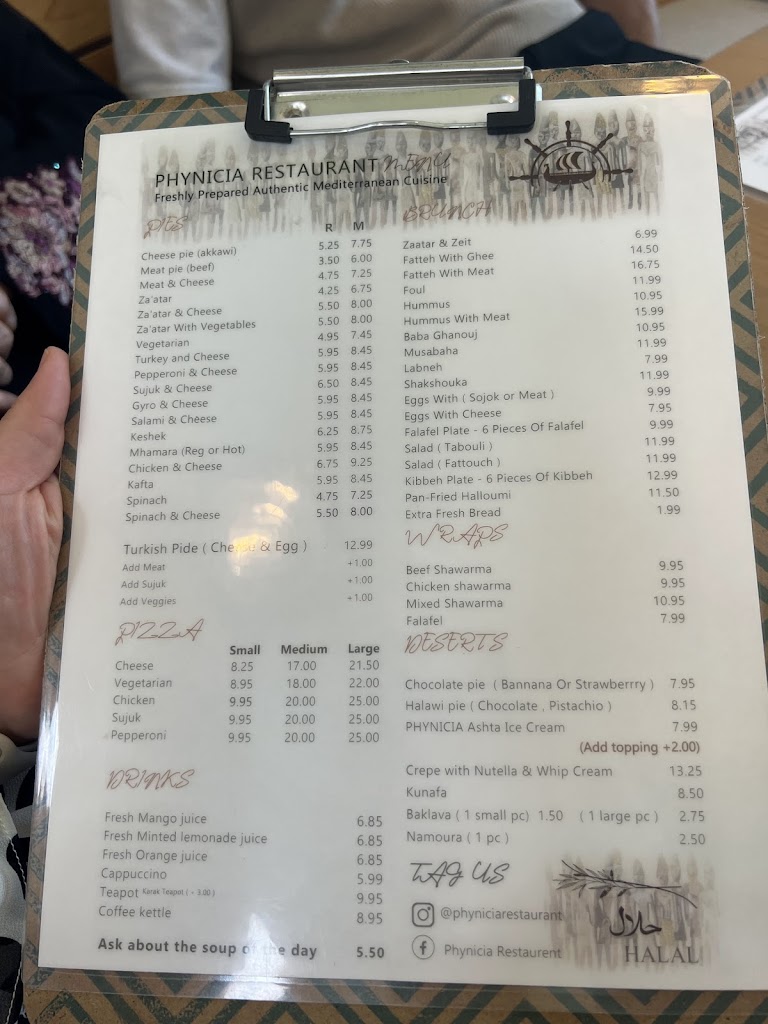 PHYNICIA RESTAURANT MENU
Freshly Prepared Authentic Mediterranean Cuisine
PIES R M
Cheese pie (akkawi) 5.25 7.75
Meat pie (beef) 3.50 6.00
Meat & Cheese 4.75 7.25
Za'atar 4.25 6.75
Za'atar & Cheese 5.50 8.00
Za'atar With Vegetables 5.50 8.00
Vegetarian 4.95 7.45
Turkey and Cheese 5.95 8.45
Pepperoni & Cheese 5.95 8.45
Sujuk & Cheese 6.50 8.45
Gyro & Cheese 5.95 8.45
Salami & Cheese 5.95 8.45
Keshek 6.25 8.75
Mhamara (Reg or Hot) 5.95 8.45
Chicken & Cheese 6.75 9.25
Kafta 5.95 8.45
Spinach 4.75 7.25
Spinach & Cheese 5.50 8.00
Turkish Pide ( Cheese & Egg ) 12.99
Add Meat +1.00
Add Sujuk +1.00
Add Veggies +1.00
PIZZA
Small Medium Large
Cheese 8.25 17.00 21.50
Vegetarian 8.95 18.00 22.00
Chicken 9.95 20.00 25.00
Sujuk 9.95 20.00 25.00
Pepperoni 9.95 20.00 25.00
DRINKS
Fresh Mango juice 6.85
Fresh Minted lemonade juice 6.85
Fresh Orange juice 6.85
Cappuccino 5.99
Teapot Karak Teapot ( + 3.00 ) 9.95
Coffee kettle 8.95
Ask about the soup of the day 5.50
BRUNCH
Zaatar & Zeit 6.99
Fatteh With Ghee 14.50
Fatteh With Meat 16.75
Foul 11.99
Hummus 10.95
Hummus With Meat 15.99
Baba Ghanouj 10.95
Musabaha 11.99
Labneh 7.99
Shakshouka 11.99
Eggs With ( Sojok or Meat ) 9.99
Eggs With Cheese 7.95
Falafel Plate - 6 Pieces Of Falafel 9.99
Salad ( Tabouli ) 11.99
Salad ( Fattouch ) 11.99
Kibbeh Plate - 6 Pieces Of Kibbeh 12.99
Pan-Fried Halloumi 11.50
Extra Fresh Bread 1.99
WRAPS
Beef Shawarma 9.95
Chicken shawarma 9.95
Mixed Shawarma 10.95
Falafel 7.99
DESERTS
Chocolate pie ( Bannana Or Strawberrry ) 7.95
Halawi pie ( Chocolate , Pistachio ) 8.15
PHYNICIA Ashta Ice Cream 7.99
(Add topping +2.00)
Crepe with Nutella & Whip Cream 13.25
Kunafa 8.50
Baklava ( 1 small pc) 1.50 ( 1 large pc ) 2.75
Namoura ( 1 pc ) 2.50
TAG US
@phyniciarestaurant
Phynicia Restaurent
حلال
HALAL